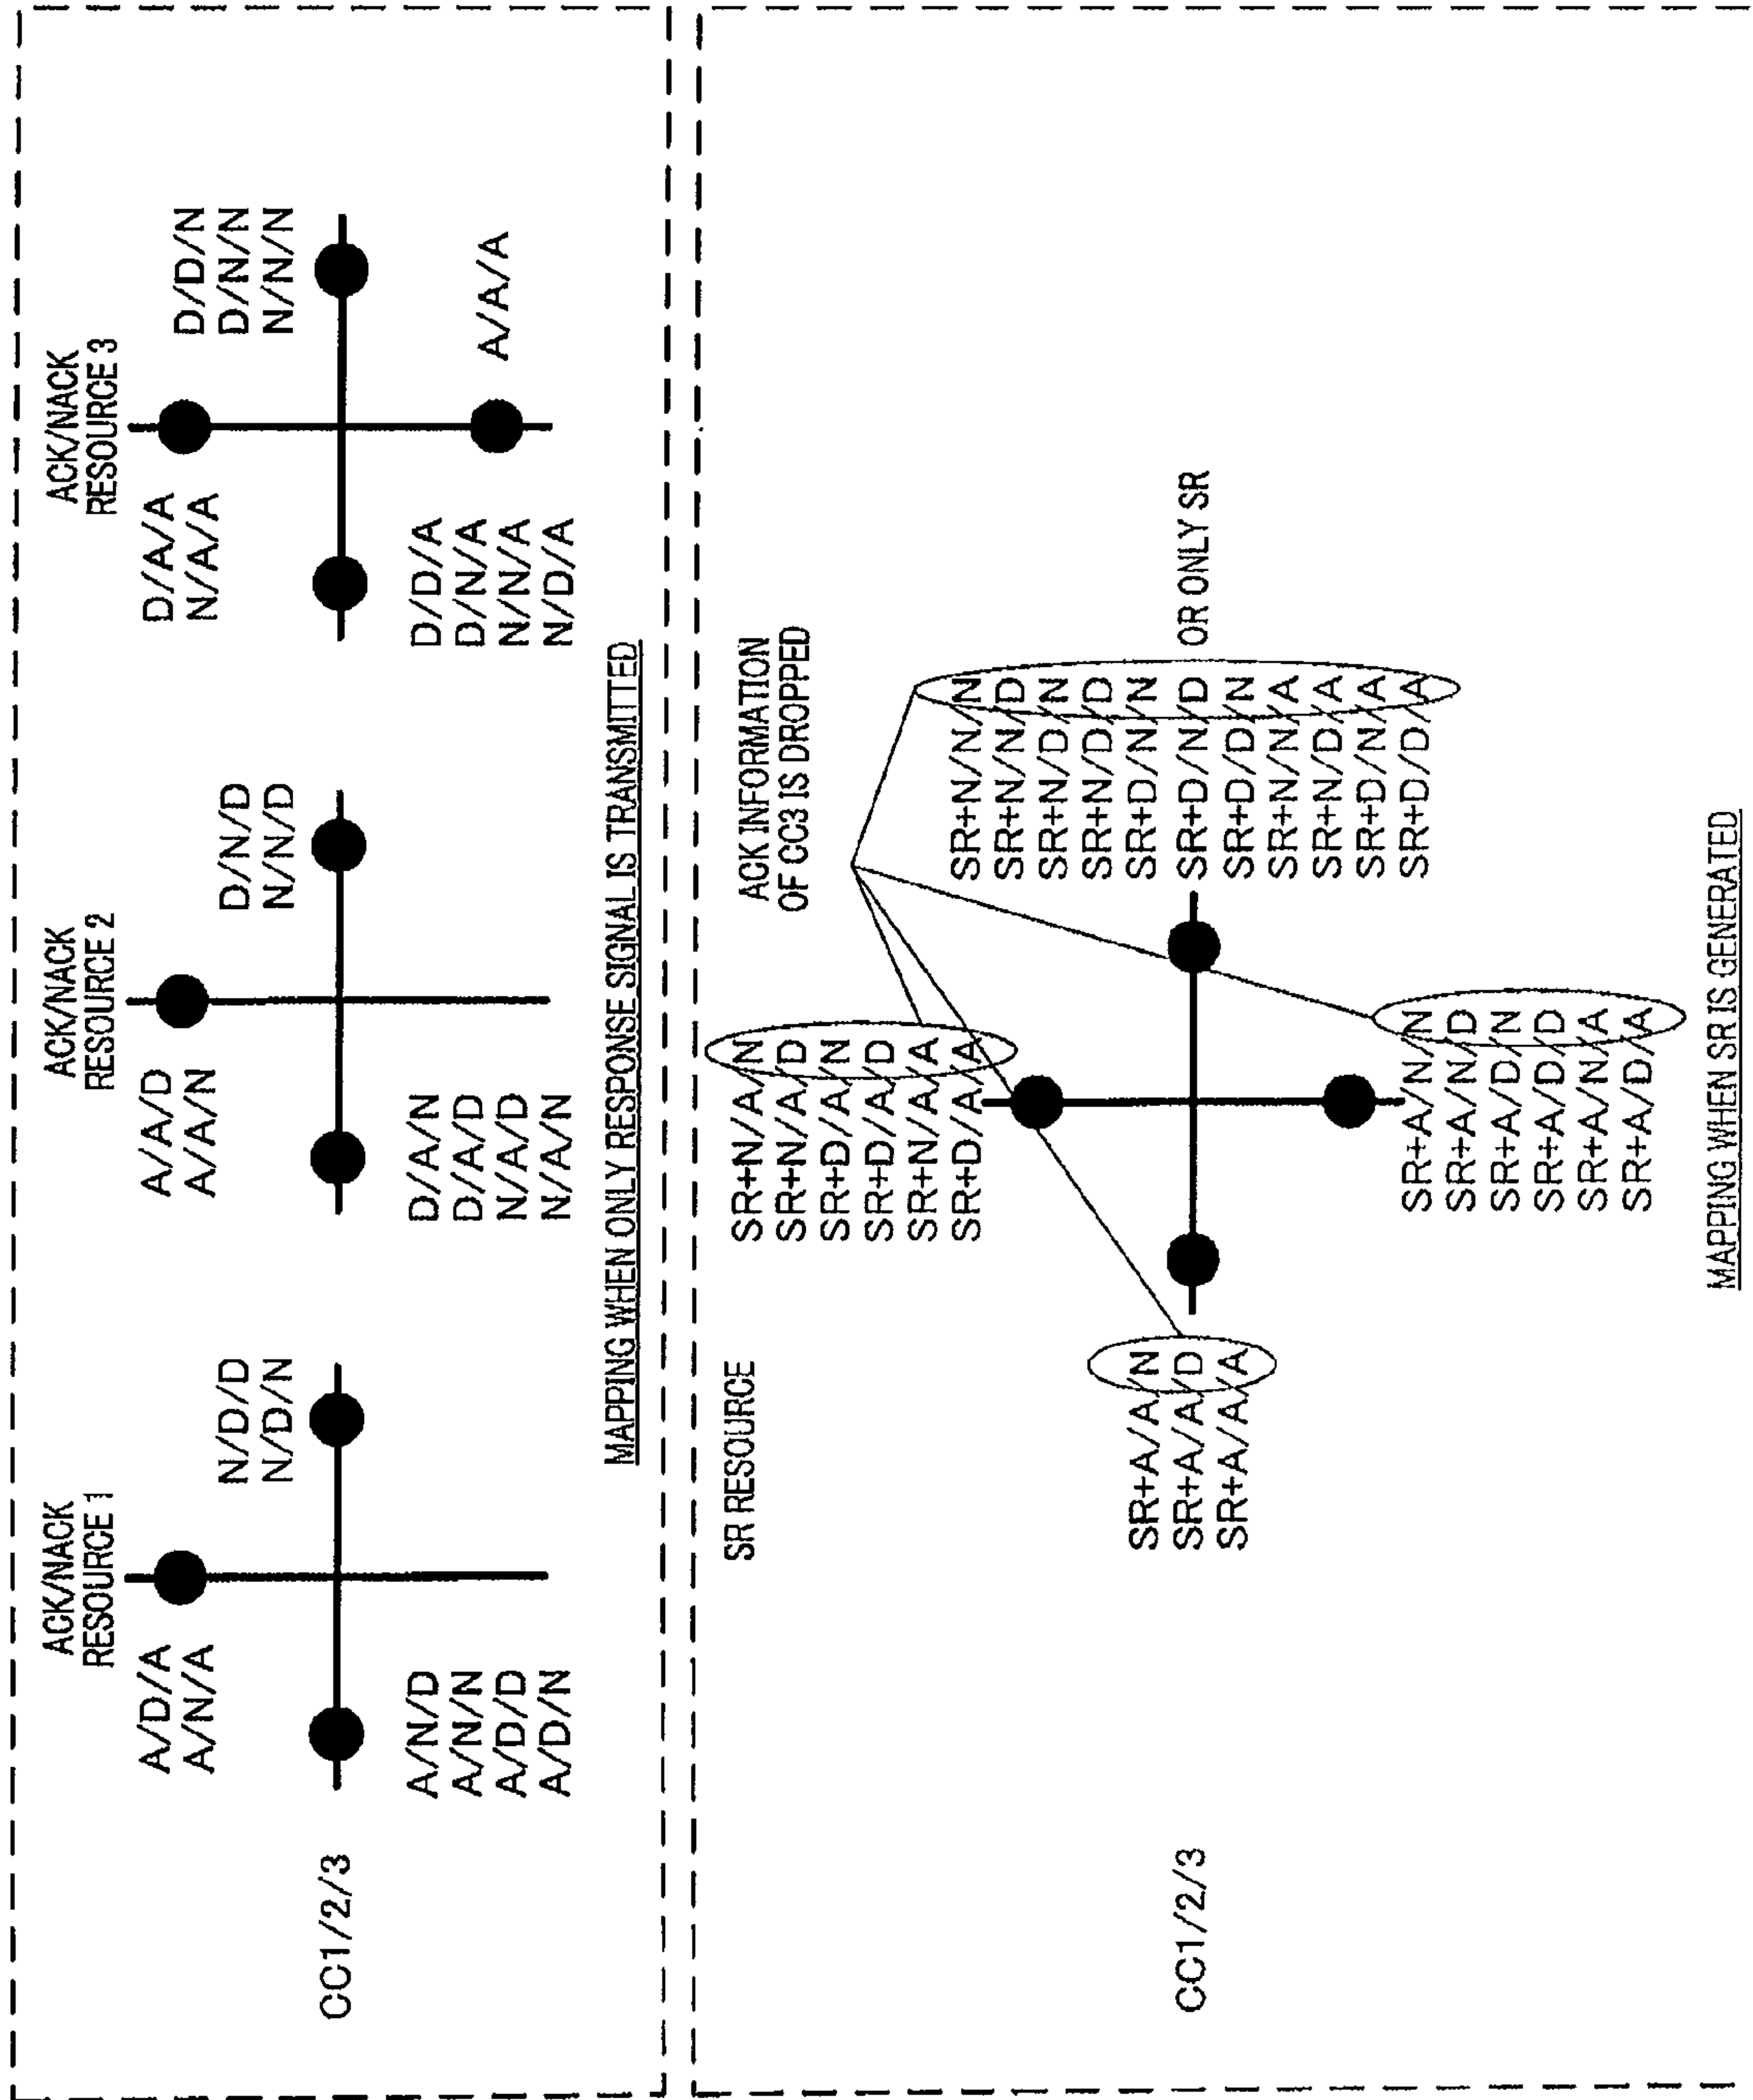 ACK/NACK
RESOURCE 1
A/D/A
A/N/A
N/D/D
N/D/N
A/N/D
A/N/N
A/D/D
A/D/N
CC1/2/3
ACK/NACK
RESOURCE 2
A/A/D
A/A/N
D/N/D
N/N/D
D/A/N
D/A/D
N/A/D
N/A/N
ACK/NACK
RESOURCE 3
D/A/A
N/A/A
D/D/N
D/N/N
N/N/N
D/D/A
D/N/A
N/N/A
N/D/A
A/A/A
MAPPING WHEN ONLY RESPONSE SIGNAL IS TRANSMITTED
SR RESOURCE
ACK INFORMATION
OF CC3 IS DROPPED
SR+N/A/N
SR+N/A/D
SR+D/A/N
SR+D/A/D
SR+N/A/A
SR+D/A/A
SR+A/A/N
SR+A/A/D
SR+A/A/A
CC1/2/3
SR+N/N/N
SR+N/N/D
SR+N/D/N
SR+N/D/D
SR+D/N/N
SR+D/N/D OR ONLY SR
SR+D/D/N
SR+N/N/A
SR+N/D/A
SR+D/N/A
SR+D/D/A
SR+A/N/N
SR+A/N/D
SR+A/D/N
SR+A/D/D
SR+A/N/A
SR+A/D/A
MAPPING WHEN SR IS GENERATED